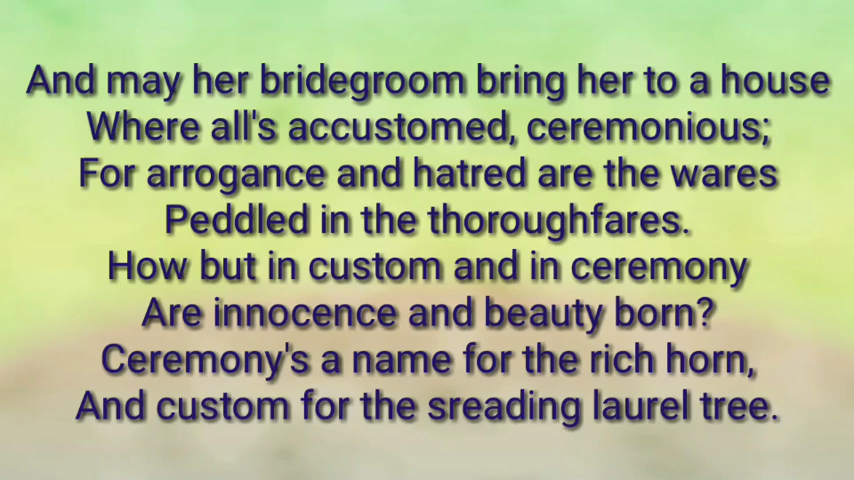 And may her bridegroom bring her to a house
Where all's accustomed, ceremonious;
For arrogance and hatred are the wares
Peddled in the thoroughfares.
How but in custom and in ceremony
Are innocence and beauty born?
Ceremony's a name for the rich horn,
And custom for the sreading laurel tree.